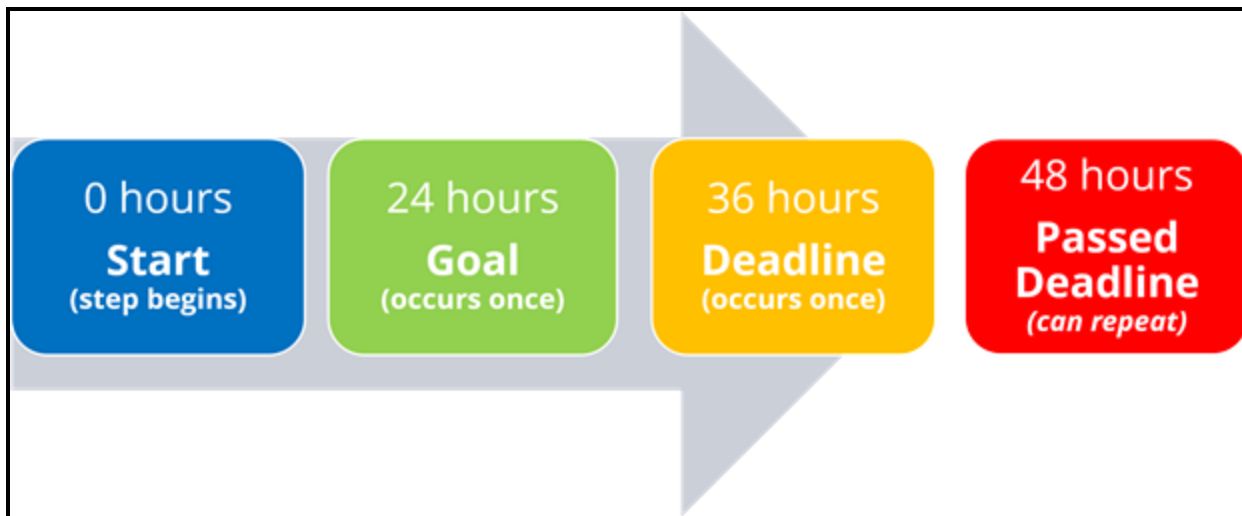 0 hours
Start
(step begins)
24 hours
Goal
(occurs once)
36 hours
Deadline
(occurs once)
48 hours
Passed
Deadline
(can repeat)